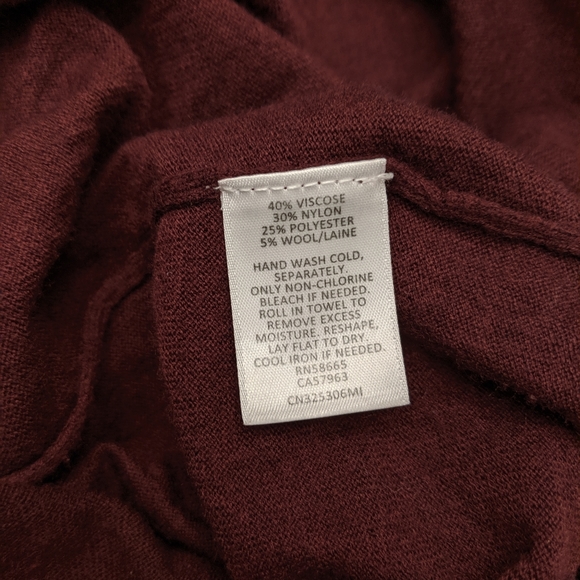 40% VISCOSE
30% NYLON
25% POLYESTER
5% WOOL/LAINE
HAND WASH COLD,
SEPARATELY.
ONLY NON-CHLORINE
BLEACH IF NEEDED.
ROLL IN TOWEL TO
REMOVE EXCESS
MOISTURE. RESHAPE,
LAY FLAT TO DRY.
COOL IRON IF NEEDED.
RN58665
CA57963
CN325306MI